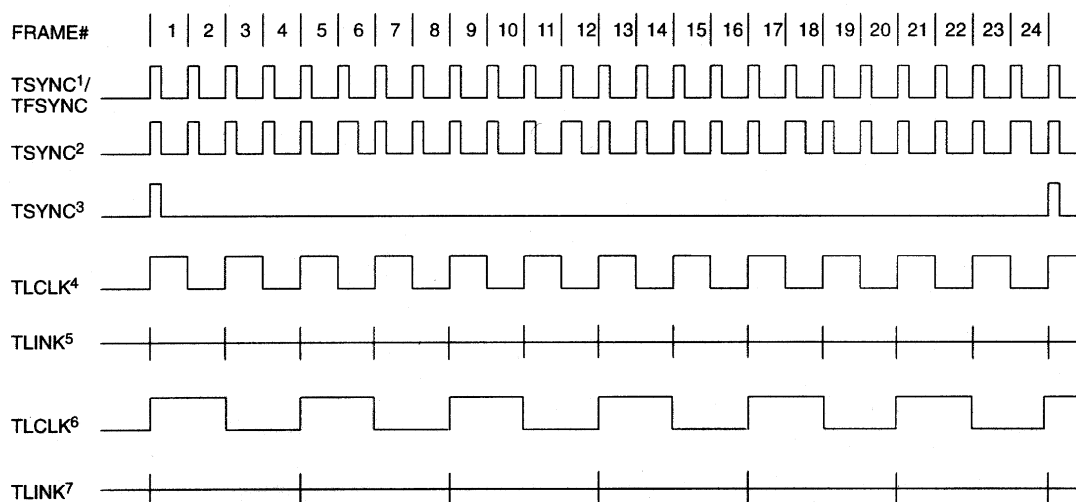 FRAME# 1 2 3 4 5 6 7 8 9 10 11 12 13 14 15 16 17 18 19 20 21 22 23 24
TSYNC1/
TFSYNC
TSYNC2
TSYNC3
TLCLK4
TLINK5
TLCLK6
TLINK7